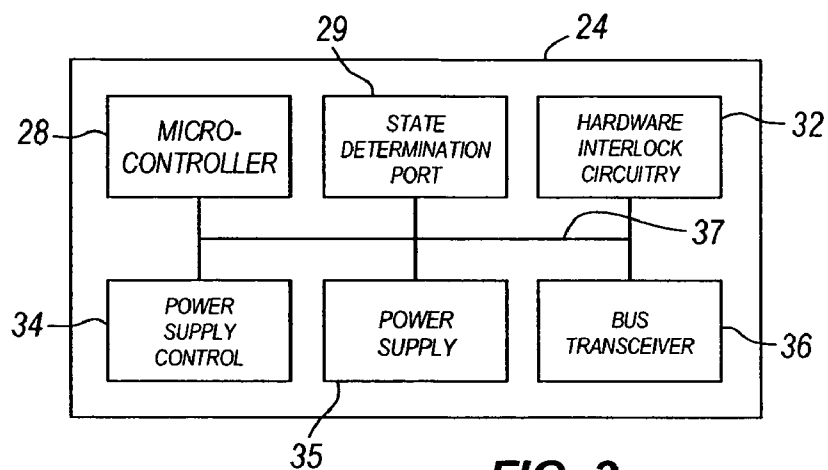 29
24
28
MICRO-
CONTROLLER
STATE
DETERMINATION
PORT
HARDWARE
INTERLOCK
CIRCUITRY
32
37
34
POWER
SUPPLY
CONTROL
POWER
SUPPLY
BUS
TRANSCEIVER
36
35